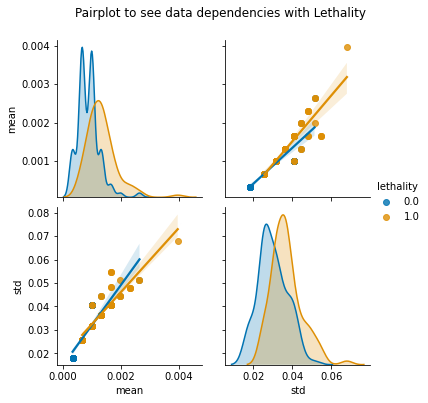 Pairplot to see data dependencies with Lethality
0.004
0.003
0.002
0.001
mean
lethality
0.0
1.0
0.08
0.07
0.06
0.05
0.04
0.03
0.02
std
0.000 0.002 0.004
mean
0.02 0.04 0.06
std